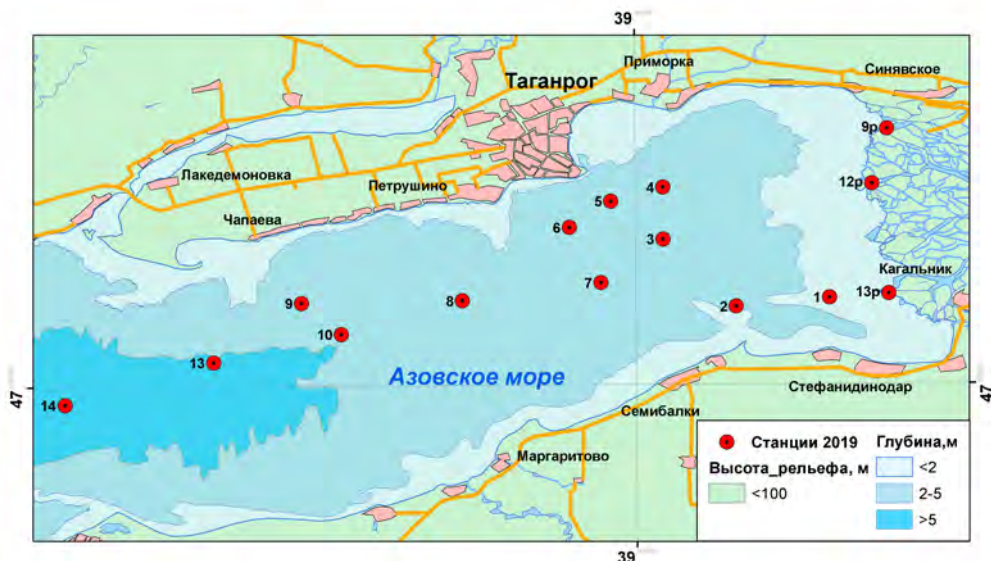 39
Приморка
Синявское
Таганрог
9р
Лакедемоновка
12р
Петрушино
4
5
Чапаева
6
3
Кагальник
7
13р
9
8
1
2
10
13
Азовское море
47
47
14
Стефанидинодар
Семибалки
Маргаритово
Станции 2019
Глубина,м
Высота_рельефа, м
<2
<100
2-5
>5
39